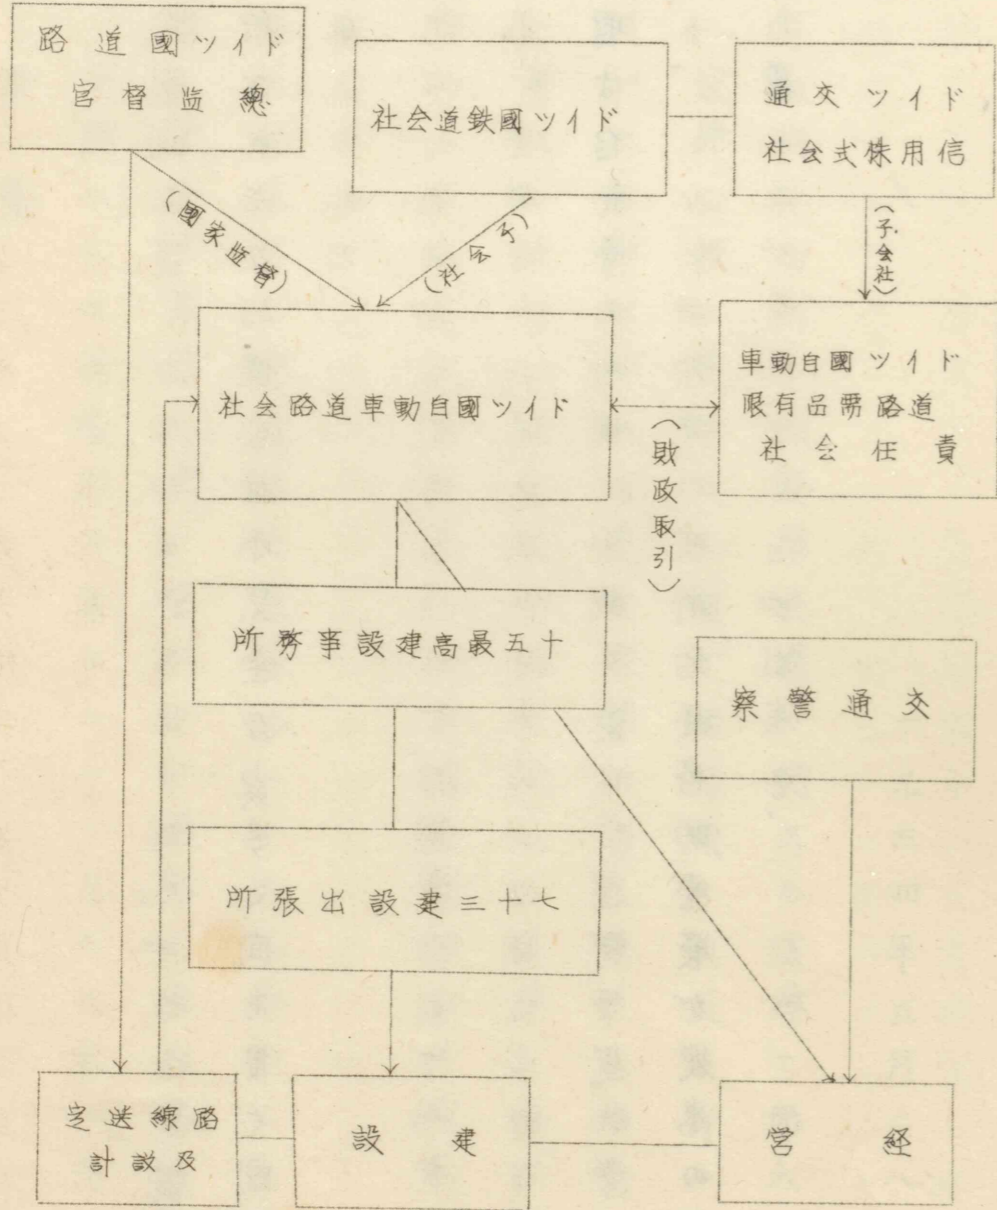 ドイツ國道路
總監督官
ドイツ國鉄道会社
ドイツ交通
信用株式会社
(國家監督)
(子会社)
(子会社)
ドイツ國自動車道路会社
ドイツ國自動車
道路需品有限
責任会社
(財政取引)
十五最高建設事務所
交通警察
七十三建設出張所
路線選定
及設計
建設
経営